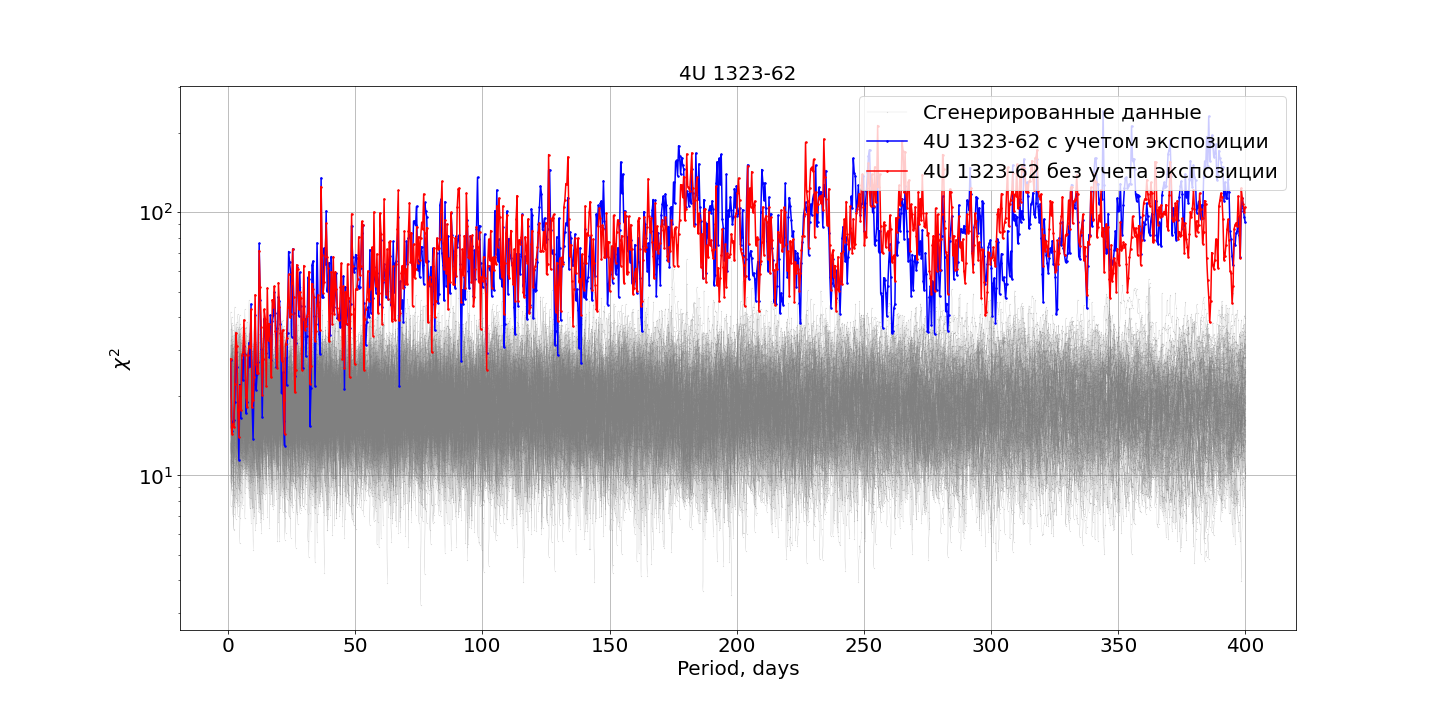 4U 1323-62
Сгенерированные данные
4U 1323-62 с учетом экспозиции
4U 1323-62 без учета экспозиции
10²
10¹
χ²
0 50 100 150 200 250 300 350 400
Period, days